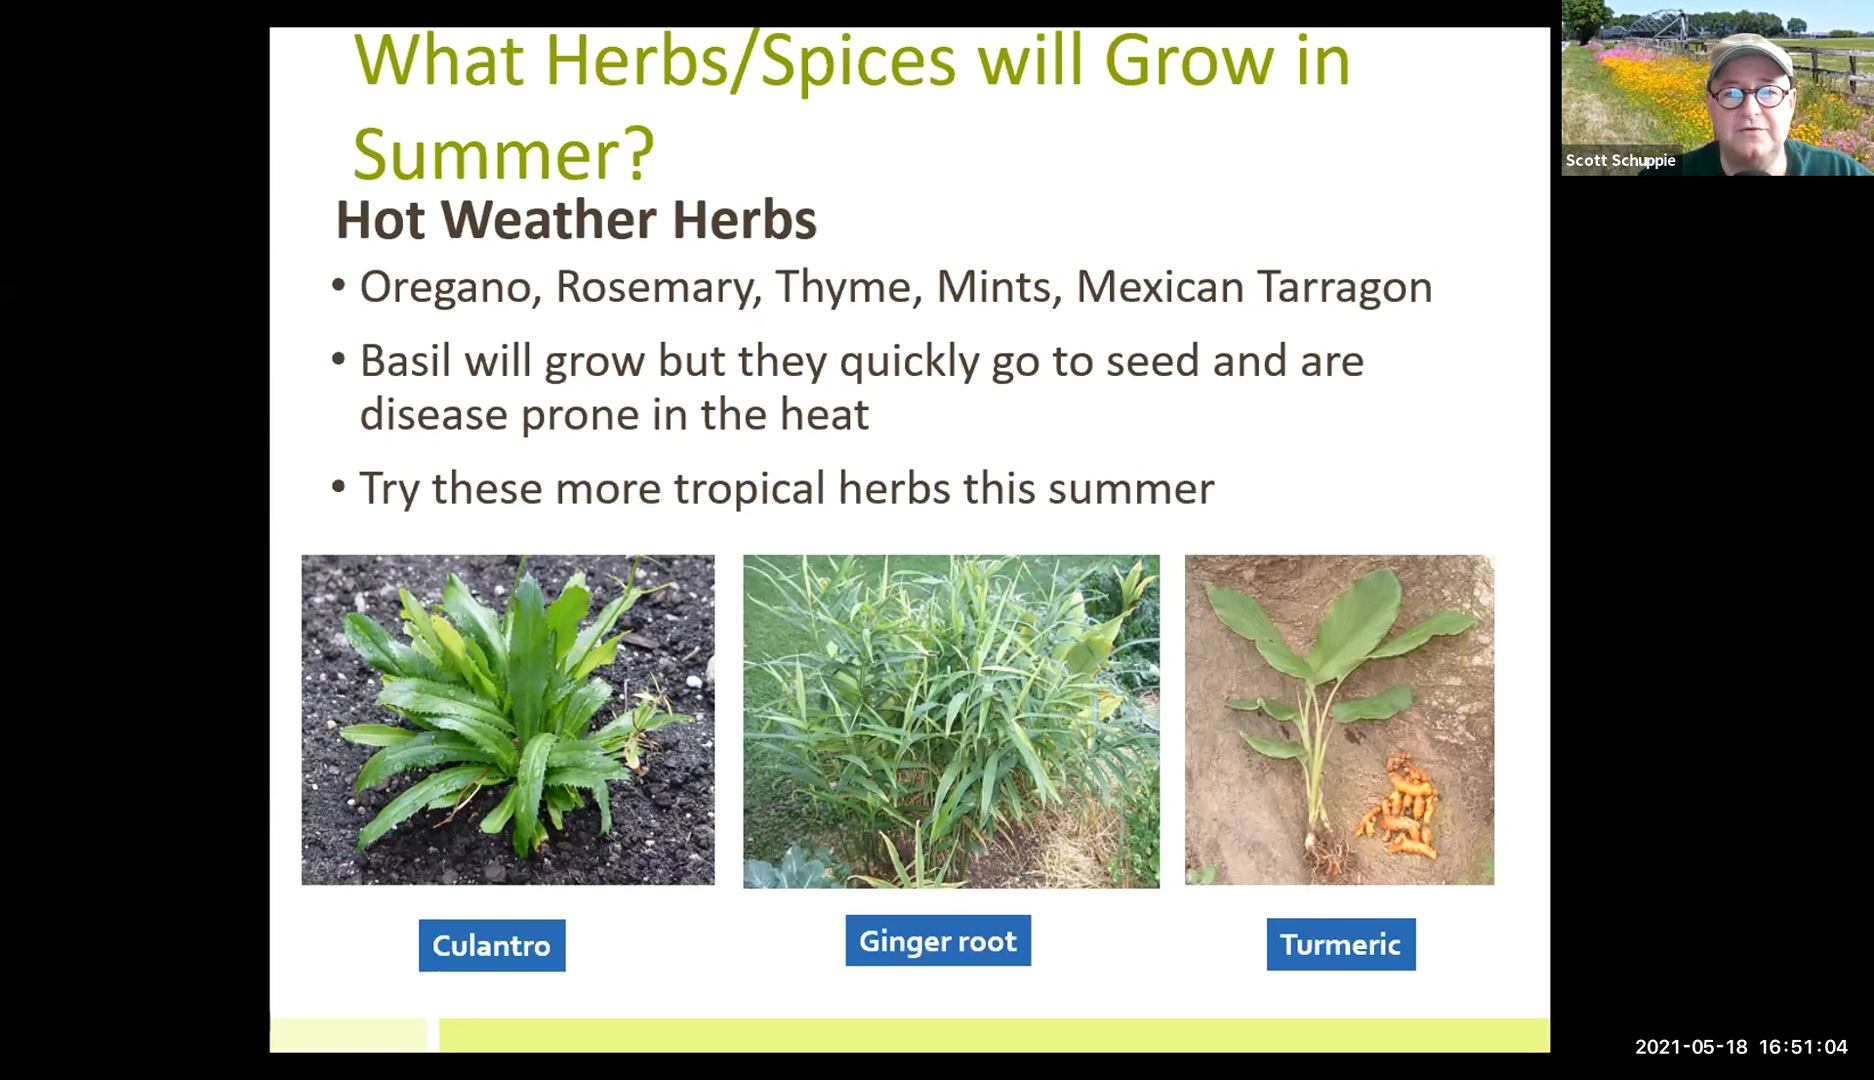 What Herbs/Spices will Grow in
Summer?
Hot Weather Herbs
• Oregano, Rosemary, Thyme, Mints, Mexican Tarragon
• Basil will grow but they quickly go to seed and are
disease prone in the heat
• Try these more tropical herbs this summer
Culantro
Ginger root
Turmeric
Scott Schuppie
2021-05-18 16:51:04